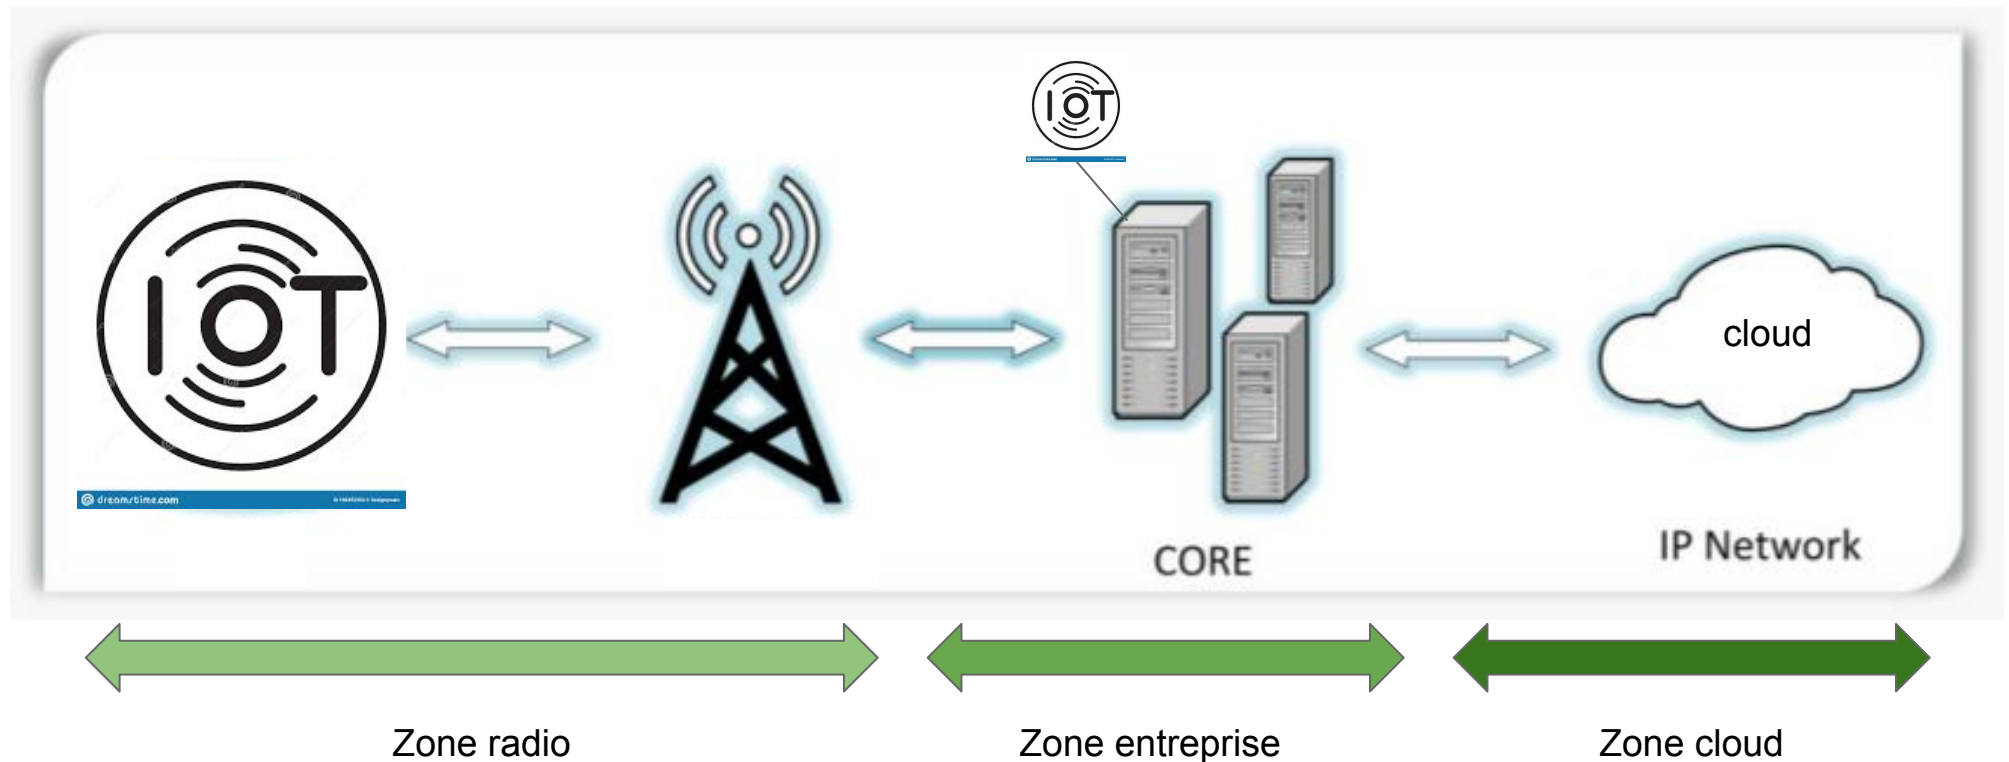 IOT
IOT
cloud
dreamstime.com
CORE
IP Network
Zone radio
Zone entreprise
Zone cloud